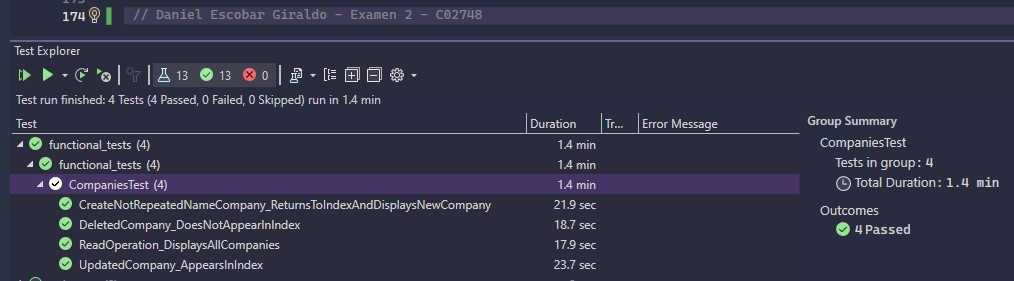 174 // Daniel Escobar Giraldo - Examen 2 - C02748
Test Explorer
13 13 0
Test run finished: 4 Tests (4 Passed, 0 Failed, 0 Skipped) run in 1.4 min
Test Duration Tr... Error Message
functional_tests (4) 1.4 min
functional_tests (4) 1.4 min
CompaniesTest (4) 1.4 min
CreateNotRepeatedNameCompany_ReturnsToIndexAndDisplaysNewCompany 21.9 sec
DeletedCompany_DoesNotAppearInIndex 18.7 sec
ReadOperation_DisplaysAllCompanies 17.9 sec
UpdatedCompany_AppearsInIndex 23.7 sec
Group Summary
CompaniesTest
Tests in group: 4
Total Duration: 1.4 min
Outcomes
4 Passed